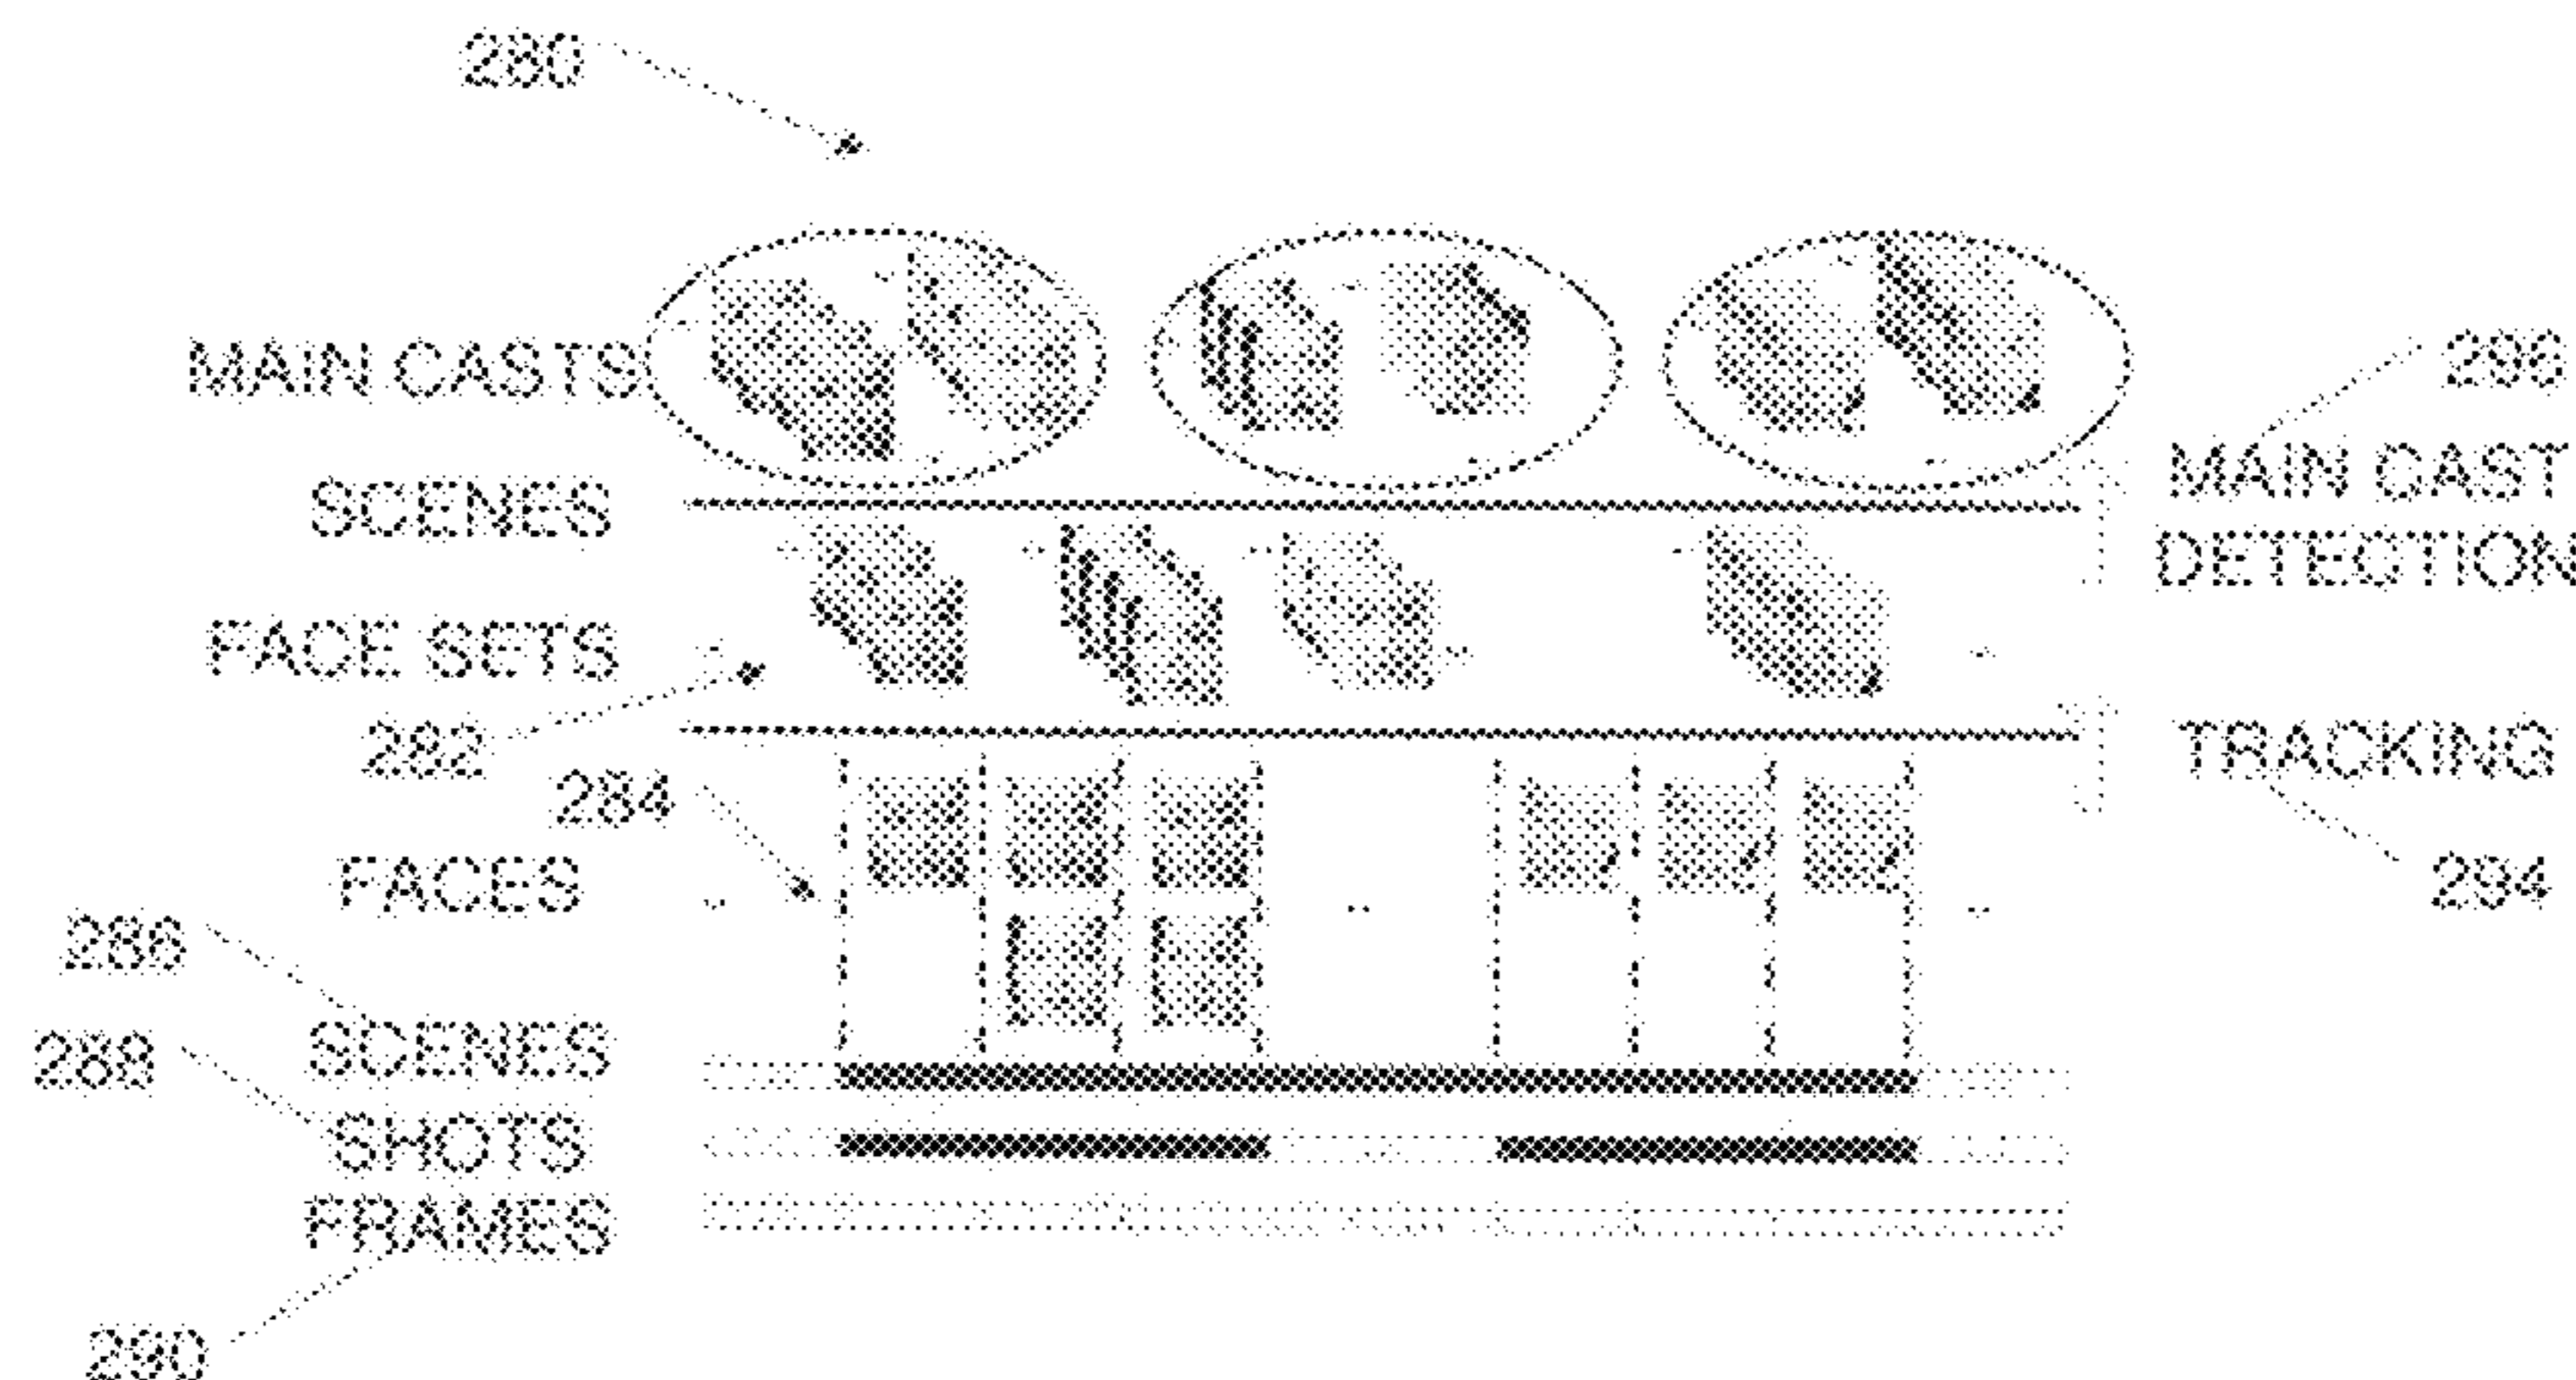 280
MAIN CASTS
296
SCENES
MAIN CAST
DETECTION
FACE SETS
282
TRACKING
284
FACES
294
286
SCENES
288
SHOTS
FRAMES
290